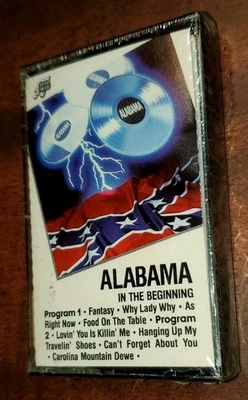 ALABAMA
ALABAMA
ALABAMA
IN THE BEGINNING
Program 1 • Fantasy • Why Lady Why • As
Right Now • Food On The Table • Program
2 • Lovin' You Is Killin' Me • Hanging Up My
Travelin' Shoes • Can't Forget About You
• Carolina Mountain Dewe •